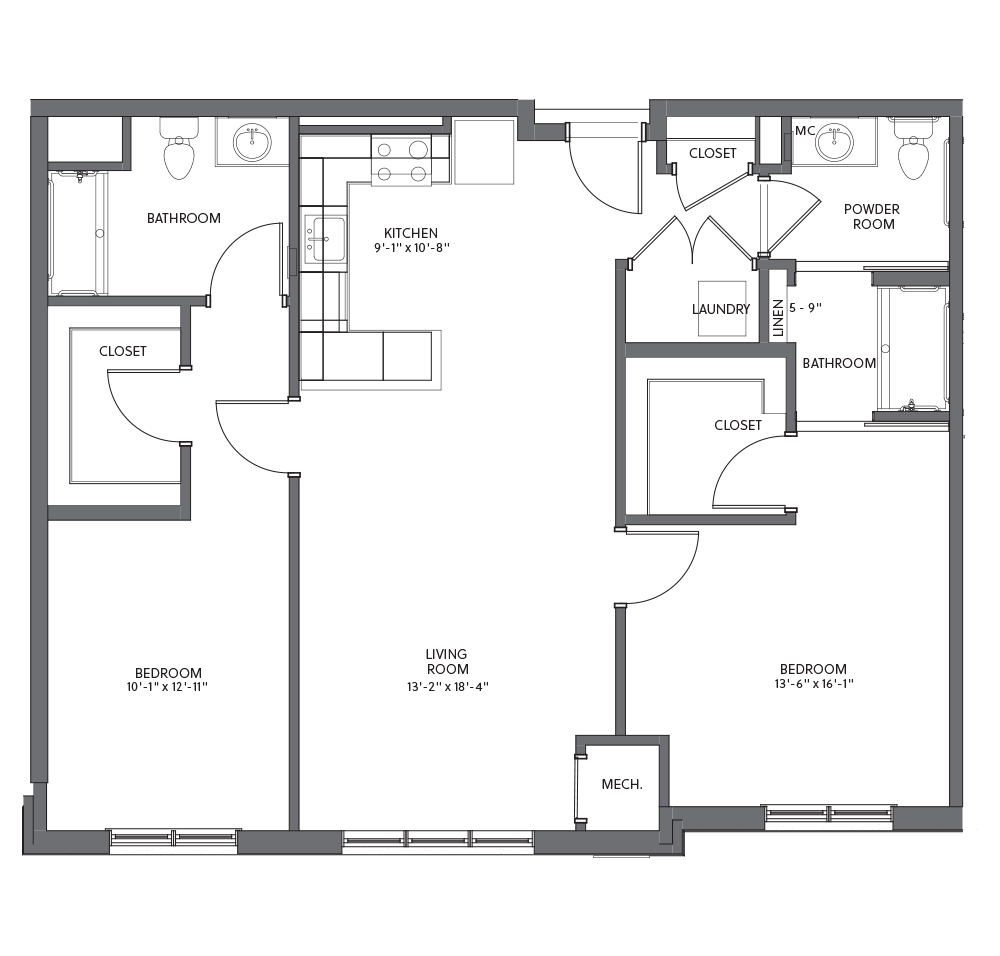 MC
CLOSET
BATHROOM
POWDER
ROOM
KITCHEN
9'-1" x 10'-8"
LAUNDRY
LINEN
5 - 9"
CLOSET
BATHROOM
CLOSET
LIVING
ROOM
13'-2" x 18'-4"
BEDROOM
10'-1" x 12'-11"
BEDROOM
13'-6" x 16'-1"
MECH.